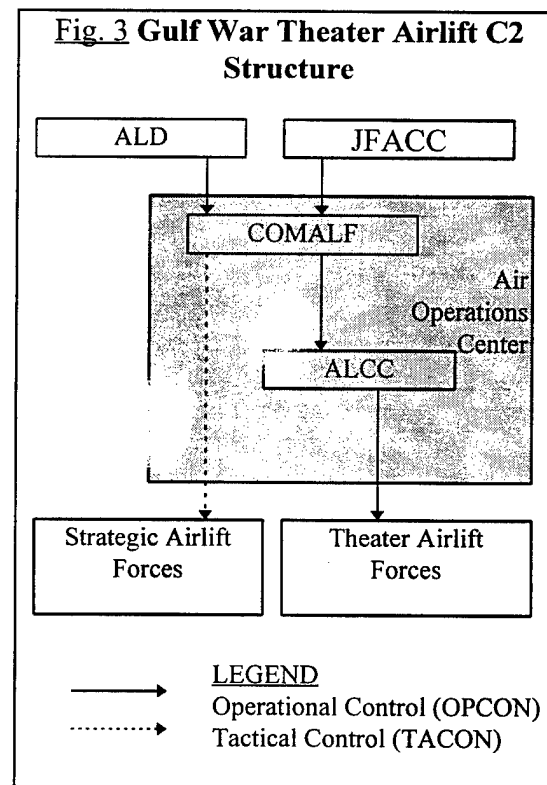 Fig. 3 Gulf War Theater Airlift C2
Structure
ALD
JFACC
COMALF
Air
Operations
Center
ALCC
Strategic Airlift
Forces
Theater Airlift
Forces
LEGEND
Operational Control (OPCON)
Tactical Control (TACON)